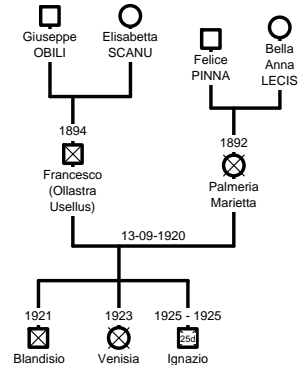 Giuseppe
OBILI
Elisabetta
SCANU
Felice
PINNA
Bella
Anna
LECIS
1894
Francesco
(Ollastra
Usellus)
1892
Palmeria
Marietta
13-09-1920
1921
Blandisio
1923
Venisia
1925 - 1925
25d
Ignazio